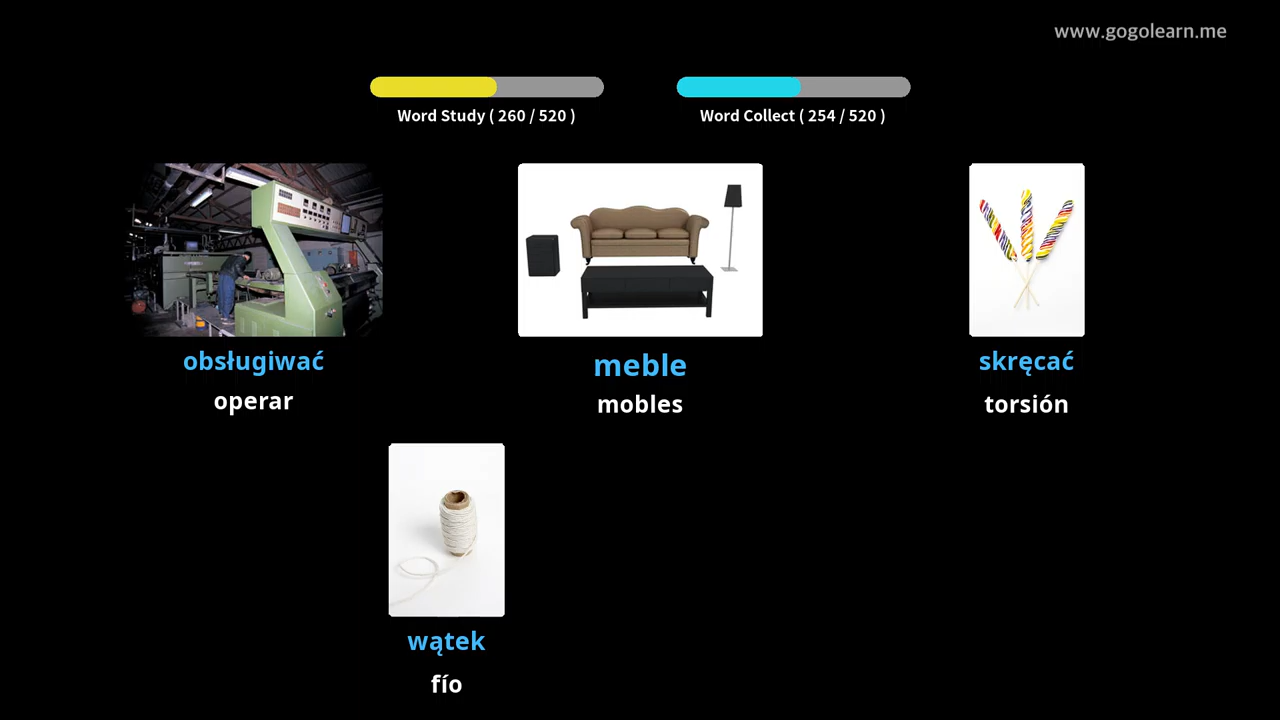 www.gogolearn.me
Word Study ( 260 / 520 )
Word Collect ( 254 / 520 )
obsługiwać
meble
skręcać
operar
mobles
torsión
wątek
fío